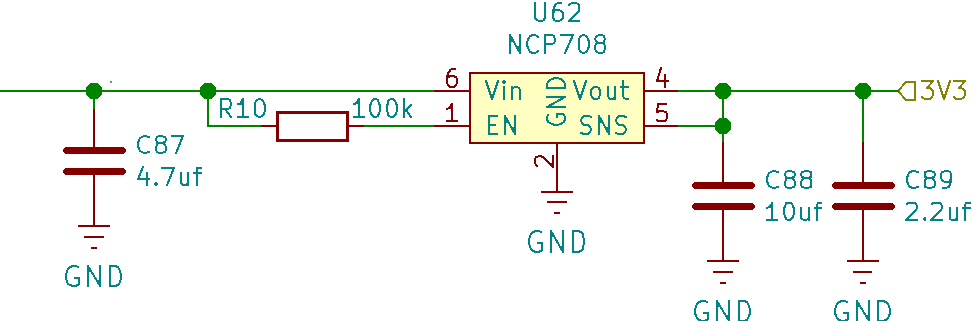 U62
NCP708
6 Vin GND Vout 4
3V3
R10 100k
1 EN SNS 5
C87
4.7uf
2
C88
10uf
C89
2.2uf
GND
GND
GND
GND